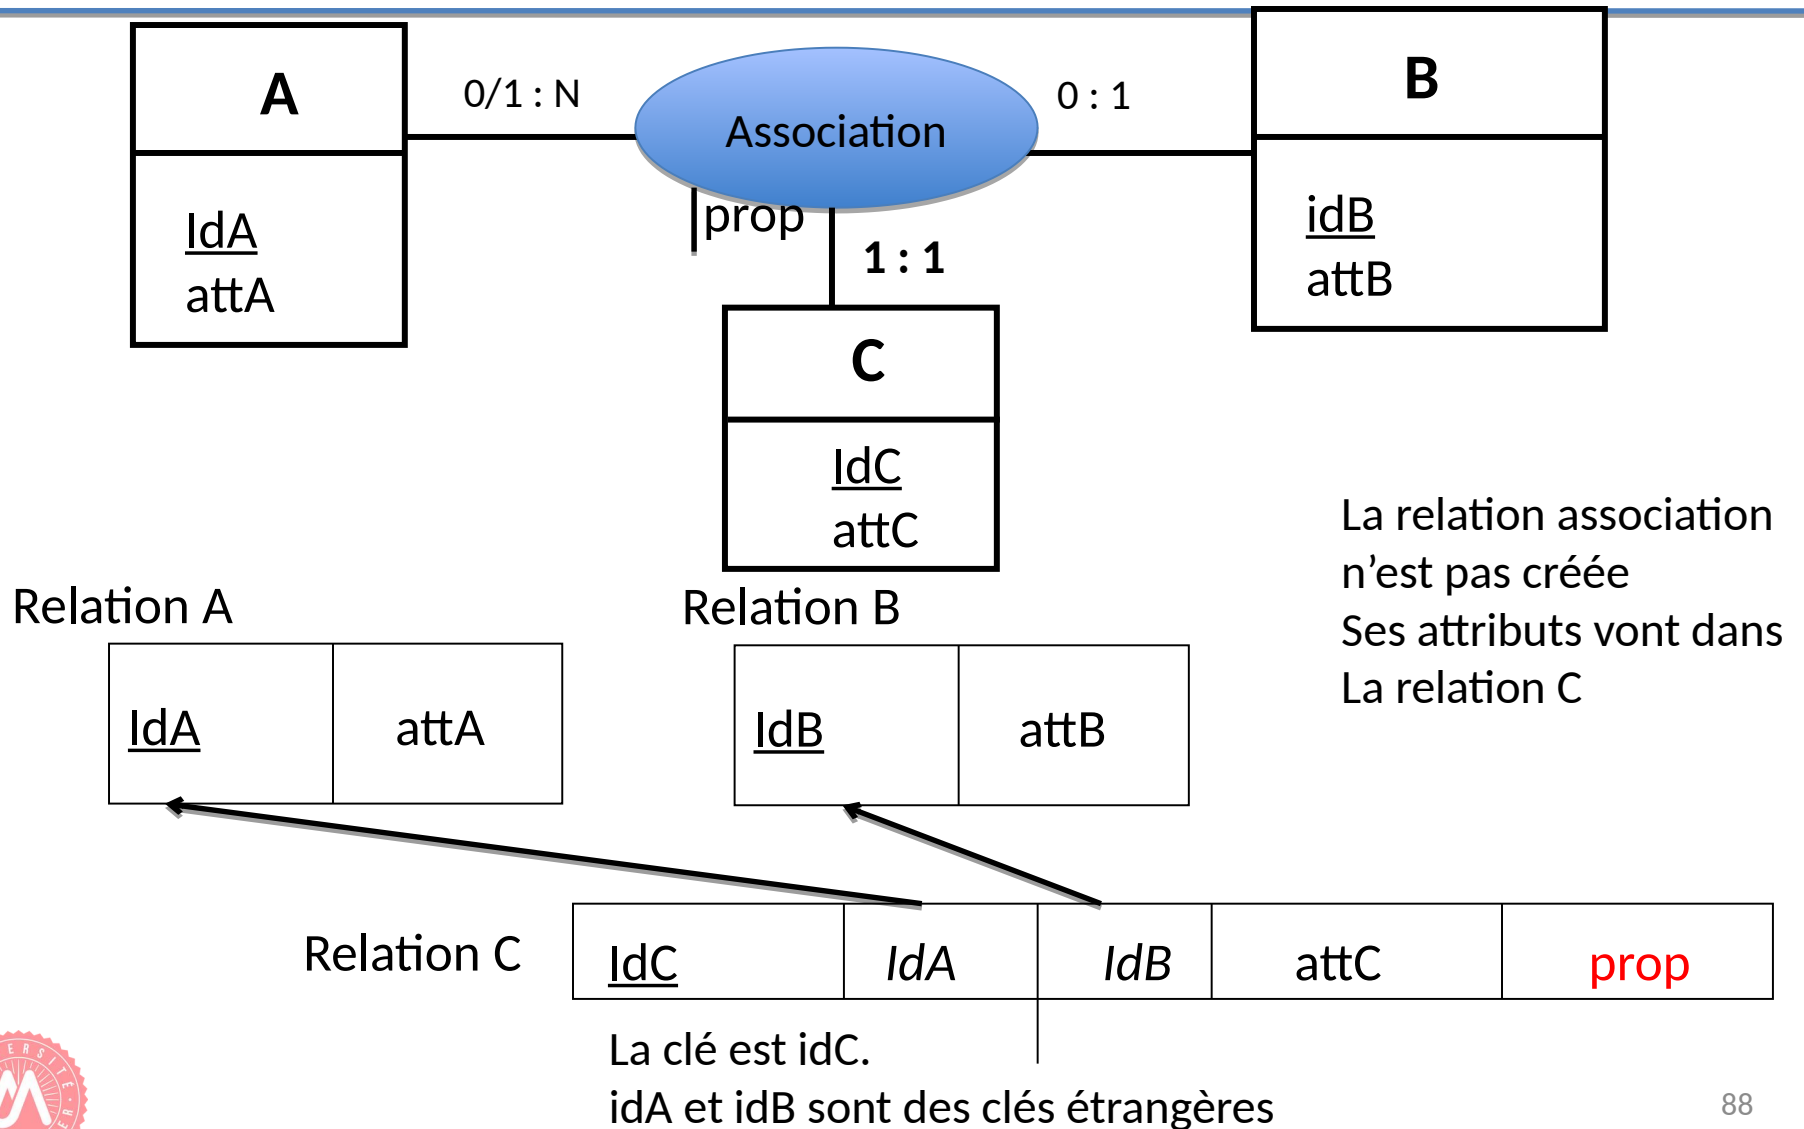 A
0/1 : N
Association
0 : 1
B
IdA
attA
prop
1 : 1
idB
attB
C
IdC
attC
La relation association
n’est pas créée
Ses attributs vont dans
La relation C
Relation A
Relation B
IdA attA
IdB attB
Relation C
IdC IdA IdB attC prop
La clé est idC.
idA et idB sont des clés étrangères
88